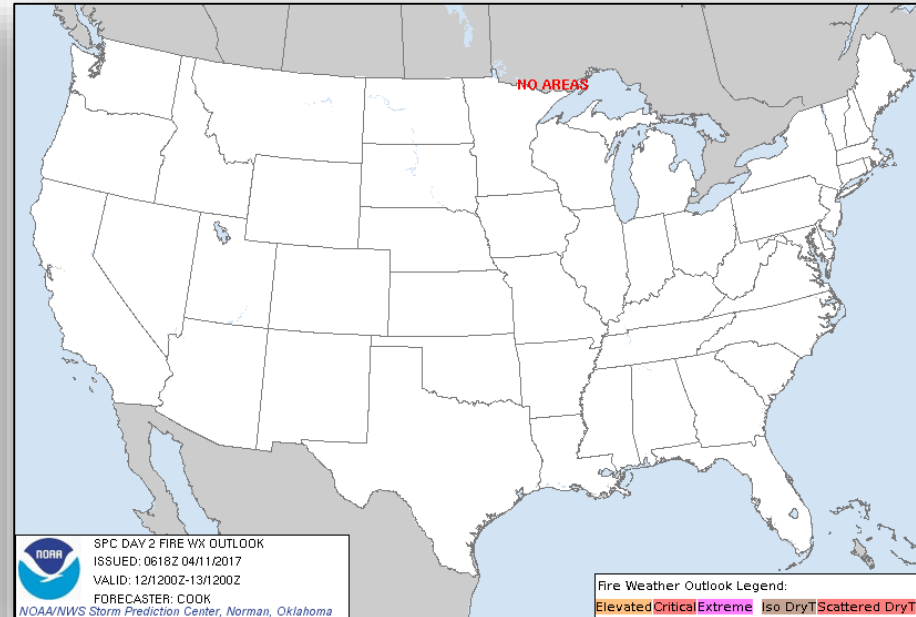 NO AREAS
SPC DAY 2 FIRE WX OUTLOOK
ISSUED: 0618Z 04/11/2017
VALID: 12/1200Z-13/1200Z
FORECASTER: COOK
NOAA/NWS Storm Prediction Center, Norman, Oklahoma
NOAA
Fire Weather Outlook Legend:
Elevated Critical Extreme Iso DryT Scattered DryT